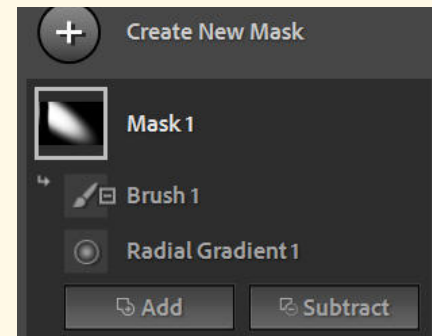 Create New Mask
Mask 1
Brush 1
Radial Gradient 1
Add Subtract